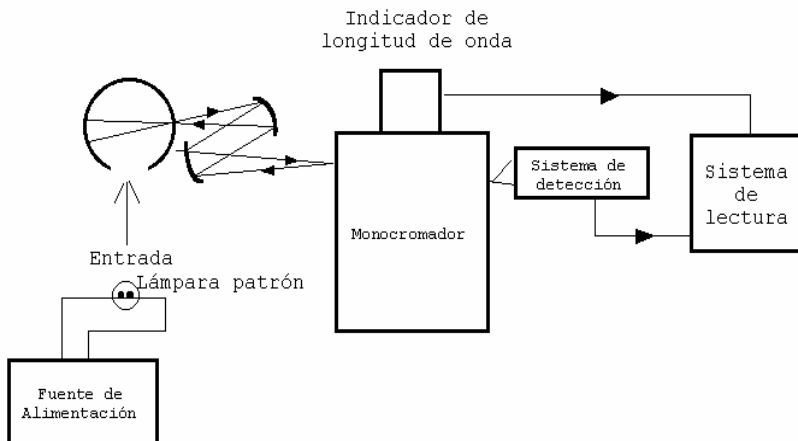 Indicador de
longitud de onda
Sistema de
detección
Sistema
de
lectura
Monocromador
Entrada
Lámpara patrón
Fuente de
Alimentación